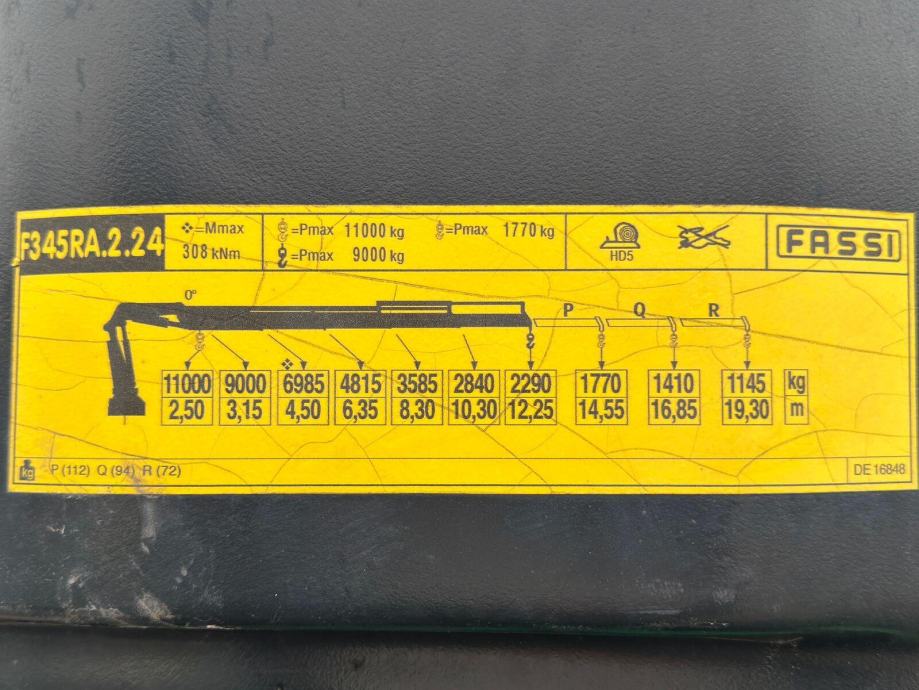 F345RA.2.24
❖=Mmax
308 kNm
=Pmax 11000 kg
=Pmax 9000 kg
=Pmax 1770 kg
HD5
FASSI
0°
P Q R
11000 9000 6985 4815 3585 2840 2290 1770 1410 1145 kg
2,50 3,15 4,50 6,35 8,30 10,30 12,25 14,55 16,85 19,30 m
kg P (112) Q (94) R (72)
DE 16848